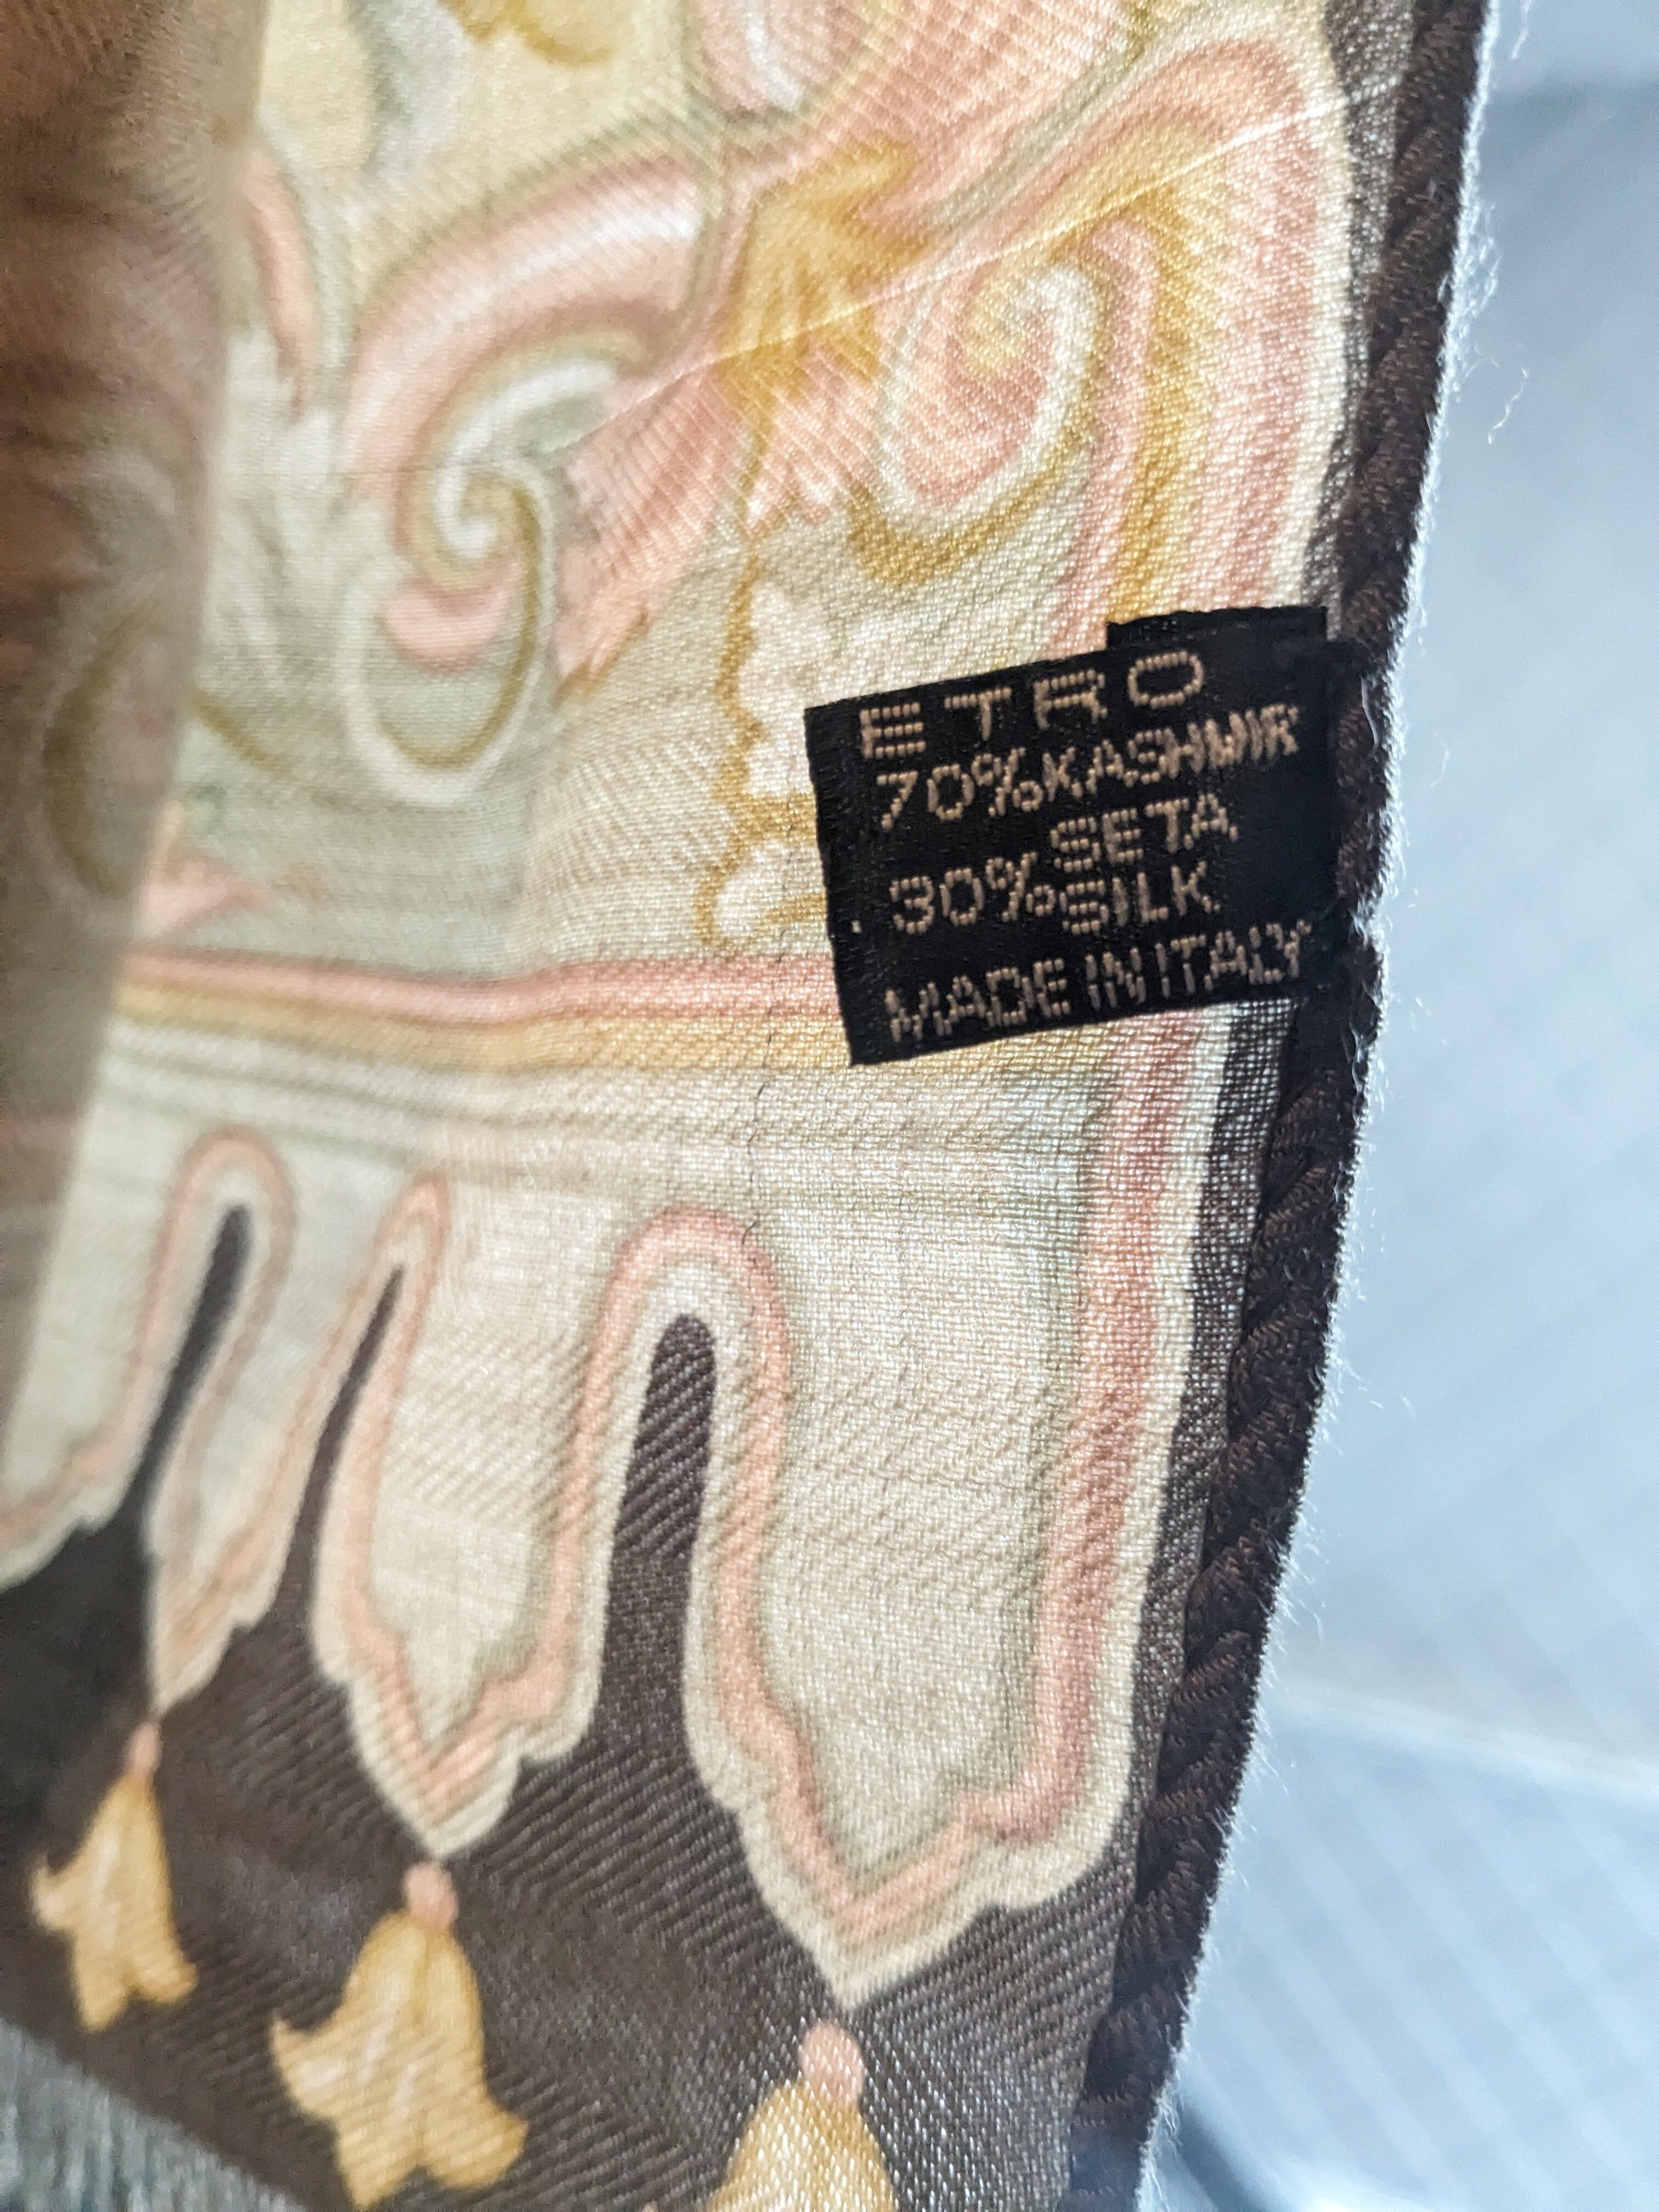 ETRO
70% KASHMIR
SETA
30% SILK
MADE IN ITALY